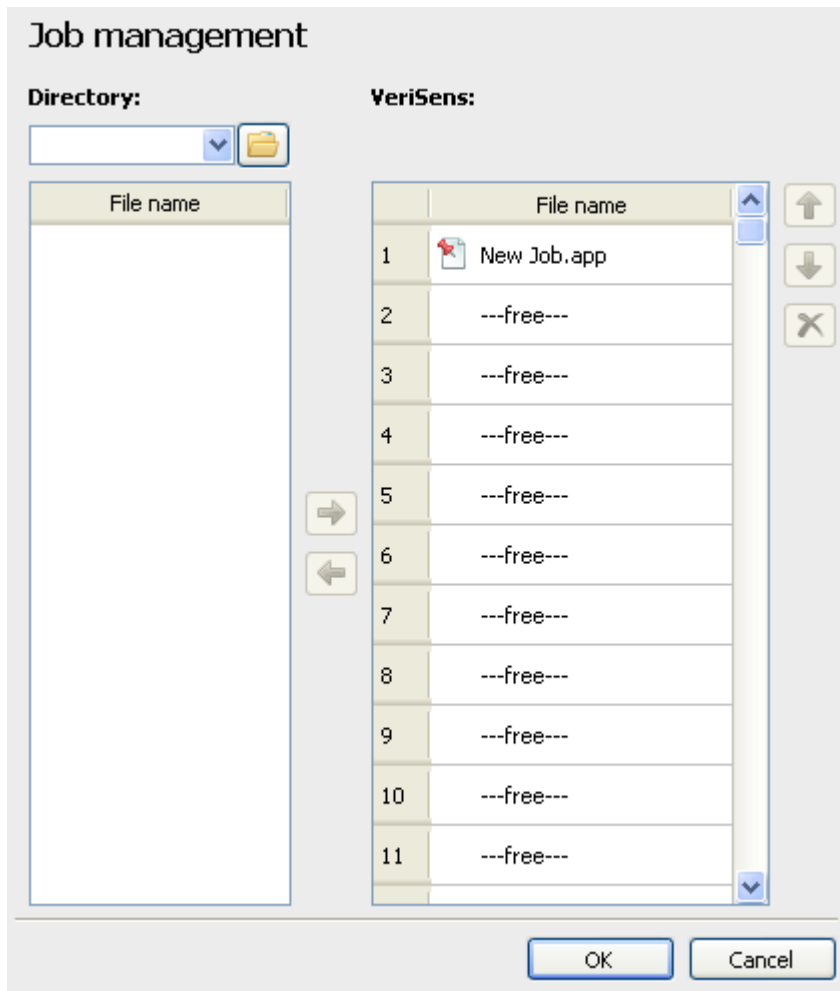 Job management
Directory:
VeriSens:
File name
File name
1 New Job.app
2 ---free---
3 ---free---
4 ---free---
5 ---free---
6 ---free---
7 ---free---
8 ---free---
9 ---free---
10 ---free---
11 ---free---
OK Cancel